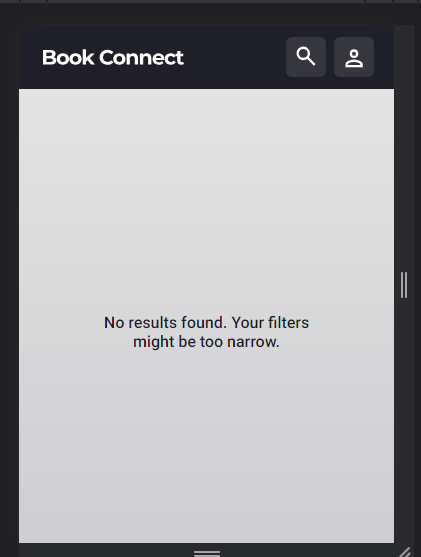 Book Connect
No results found. Your filters
might be too narrow.